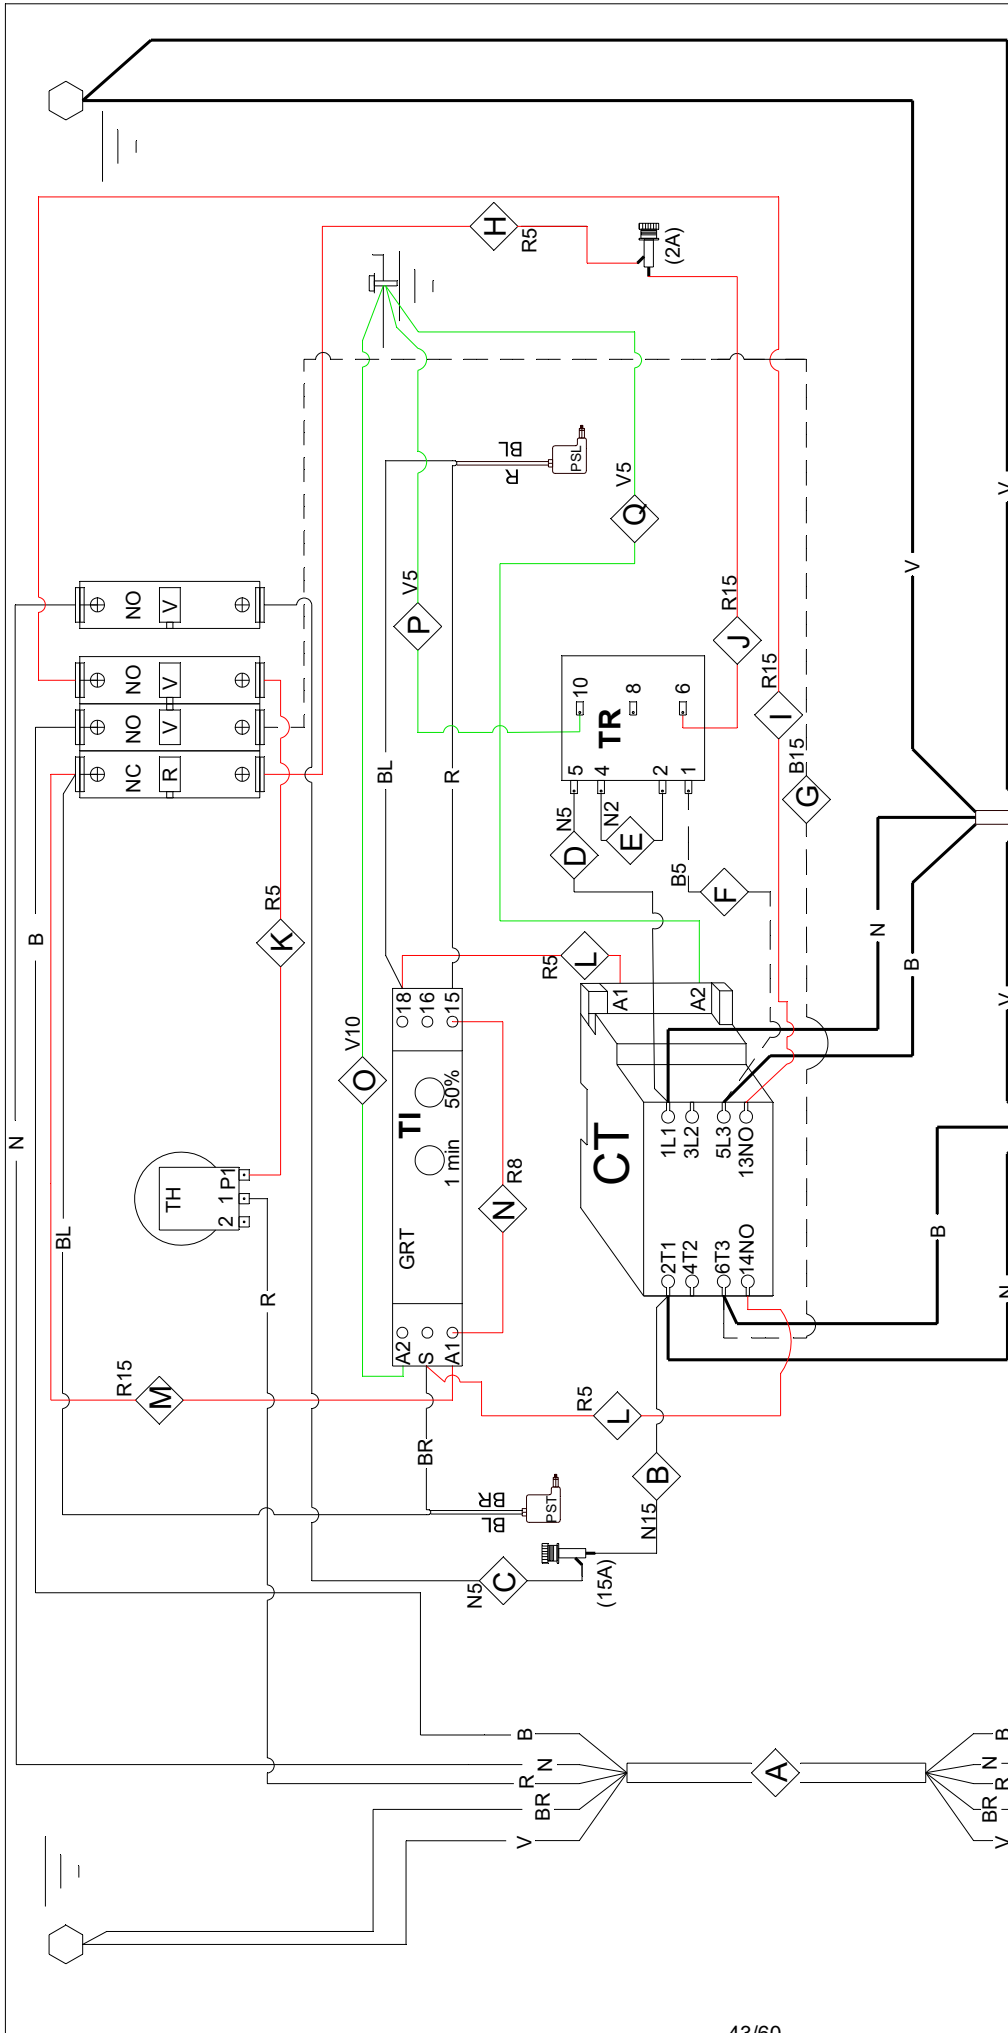 H
R5
(2A)
BL
R
PSL
V5
Q
NO
V
NO
V
NO
V
NC
R
V
V
V5
P
R15
J
R15
I
B15
G
10
8
6
TR
5
4
2
1
N5
D
N2
E
B5
F
BL
R
R5
K
B
N
BL
V10
O
R5
L
N
B
V
18
16
15
TI
50%
1 min
GRT
A2
S
A1
R8
N
A1
A2
CT
1L1
3L2
5L3
13NO
2T1
4T2
6T3
14NO
TH
2
1
P1
R
B
N
R15
M
BR
R5
L
BR
BL
PST
B
N15
N5
C
(15A)
B
N
R
BR
V
A
B
N
R
BR
V
43/60